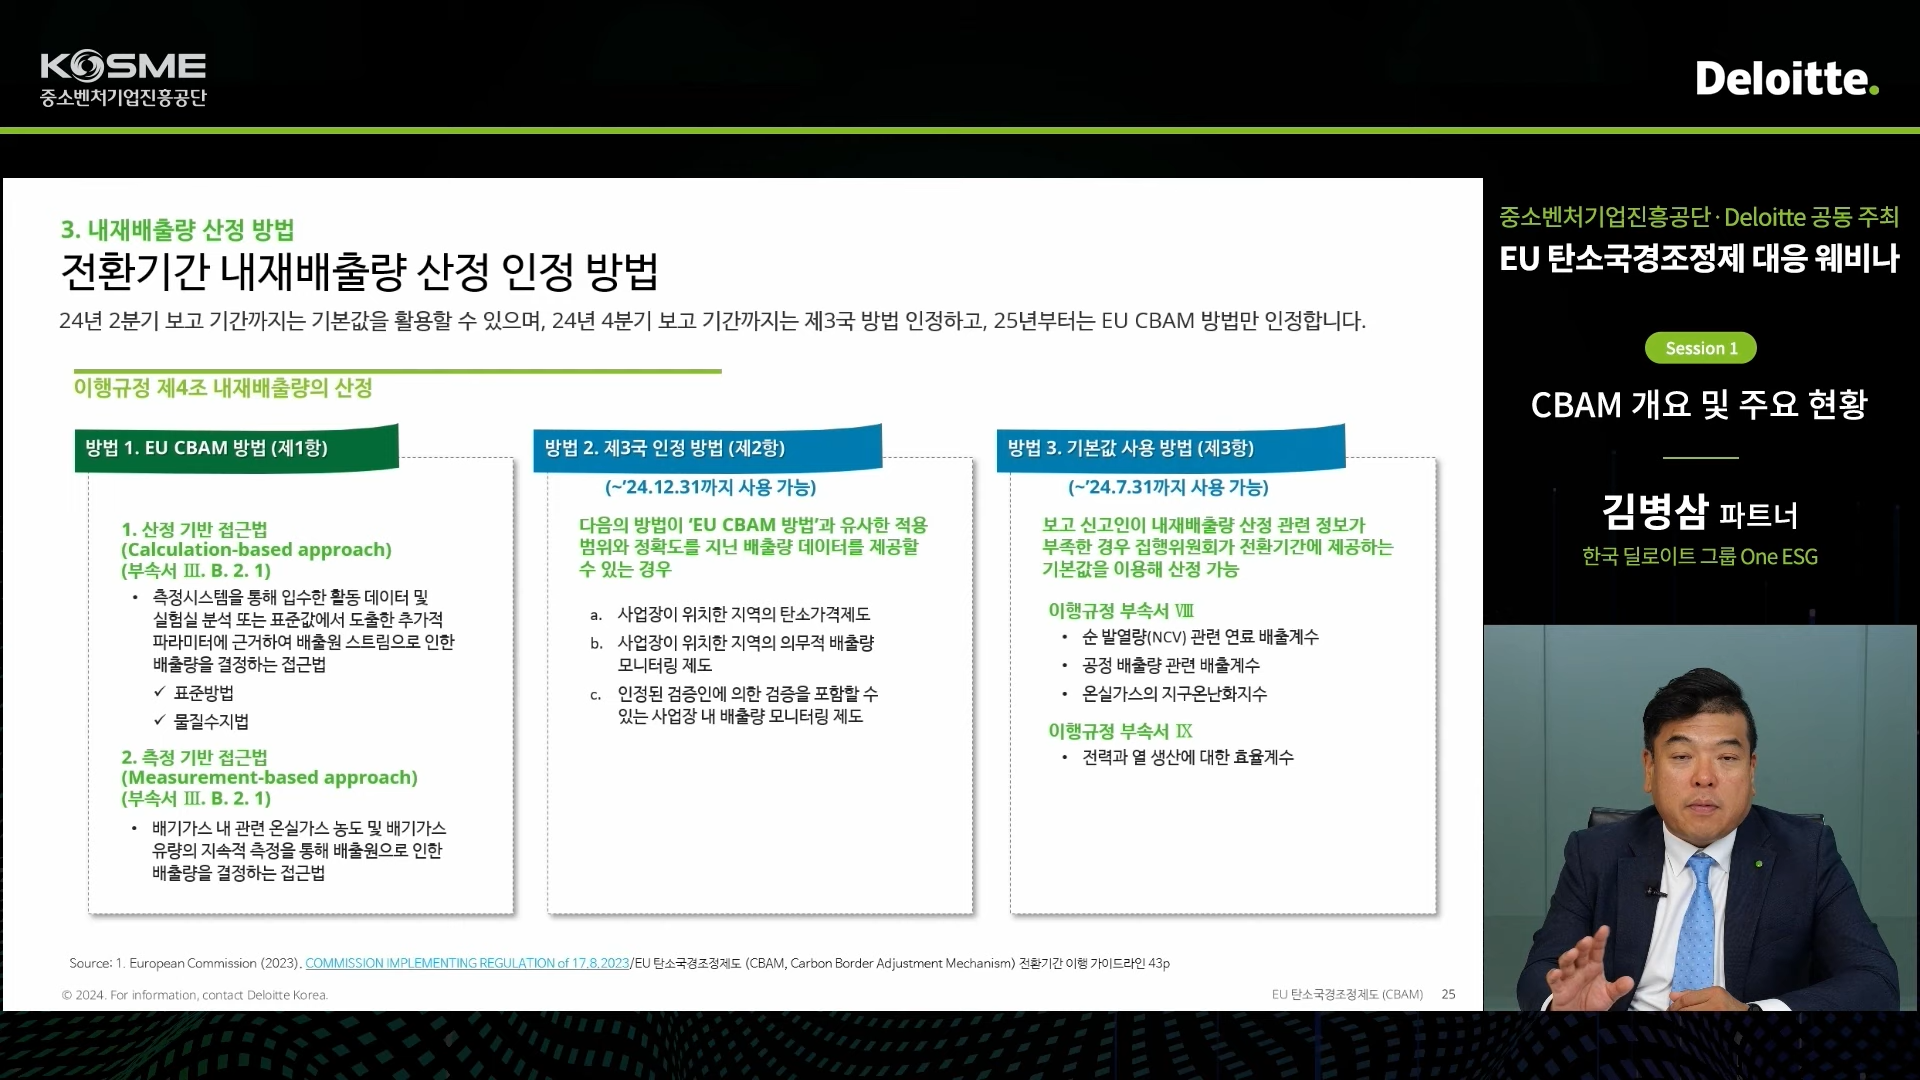 KOSME
중소벤처기업진흥공단
Deloitte.
3. 내재배출량 산정 방법
전환기간 내재배출량 산정 인정 방법
24년 2분기 보고 기간까지는 기본값을 활용할 수 있으며, 24년 4분기 보고 기간까지는 제3국 방법 인정하고, 25년부터는 EU CBAM 방법만 인정합니다.
이행규정 제4조 내재배출량의 산정
방법 1. EU CBAM 방법 (제1항)
1. 산정 기반 접근법
(Calculation-based approach)
(부속서 Ⅲ. B. 2. 1)
• 측정시스템을 통해 입수한 활동 데이터 및
실험실 분석 또는 표준값에서 도출한 추가적
파라미터에 근거하여 배출원 스트림으로 인한
배출량을 결정하는 접근법
✓ 표준방법
✓ 물질수지법
2. 측정 기반 접근법
(Measurement-based approach)
(부속서 Ⅲ. B. 2. 1)
• 배기가스 내 관련 온실가스 농도 및 배기가스
유량의 지속적 측정을 통해 배출원으로 인한
배출량을 결정하는 접근법
방법 2. 제3국 인정 방법 (제2항)
(~’24.12.31까지 사용 가능)
다음의 방법이 ‘EU CBAM 방법’과 유사한 적용
범위와 정확도를 지닌 배출량 데이터를 제공할
수 있는 경우
a. 사업장이 위치한 지역의 탄소가격제도
b. 사업장이 위치한 지역의 의무적 배출량
모니터링 제도
c. 인정된 검증인에 의한 검증을 포함할 수
있는 사업장 내 배출량 모니터링 제도
방법 3. 기본값 사용 방법 (제3항)
(~’24.7.31까지 사용 가능)
보고 신고인이 내재배출량 산정 관련 정보가
부족한 경우 집행위원회가 전환기간에 제공하는
기본값을 이용해 산정 가능
이행규정 부속서 Ⅷ
• 순 발열량(NCV) 관련 연료 배출계수
• 공정 배출량 관련 배출계수
• 온실가스의 지구온난화지수
이행규정 부속서 Ⅸ
• 전력과 열 생산에 대한 효율계수
Source: 1. European Commission (2023). COMMISSION IMPLEMENTING REGULATION of 17.8.2023/EU 탄소국경조정제도 (CBAM, Carbon Border Adjustment Mechanism) 전환기간 이행 가이드라인 43p
© 2024. For information, contact Deloitte Korea.
EU 탄소국경조정제도 (CBAM) 25
중소벤처기업진흥공단 · Deloitte 공동 주최
EU 탄소국경조정제 대응 웨비나
Session 1
CBAM 개요 및 주요 현황
김병삼 파트너
한국 딜로이트 그룹 One ESG